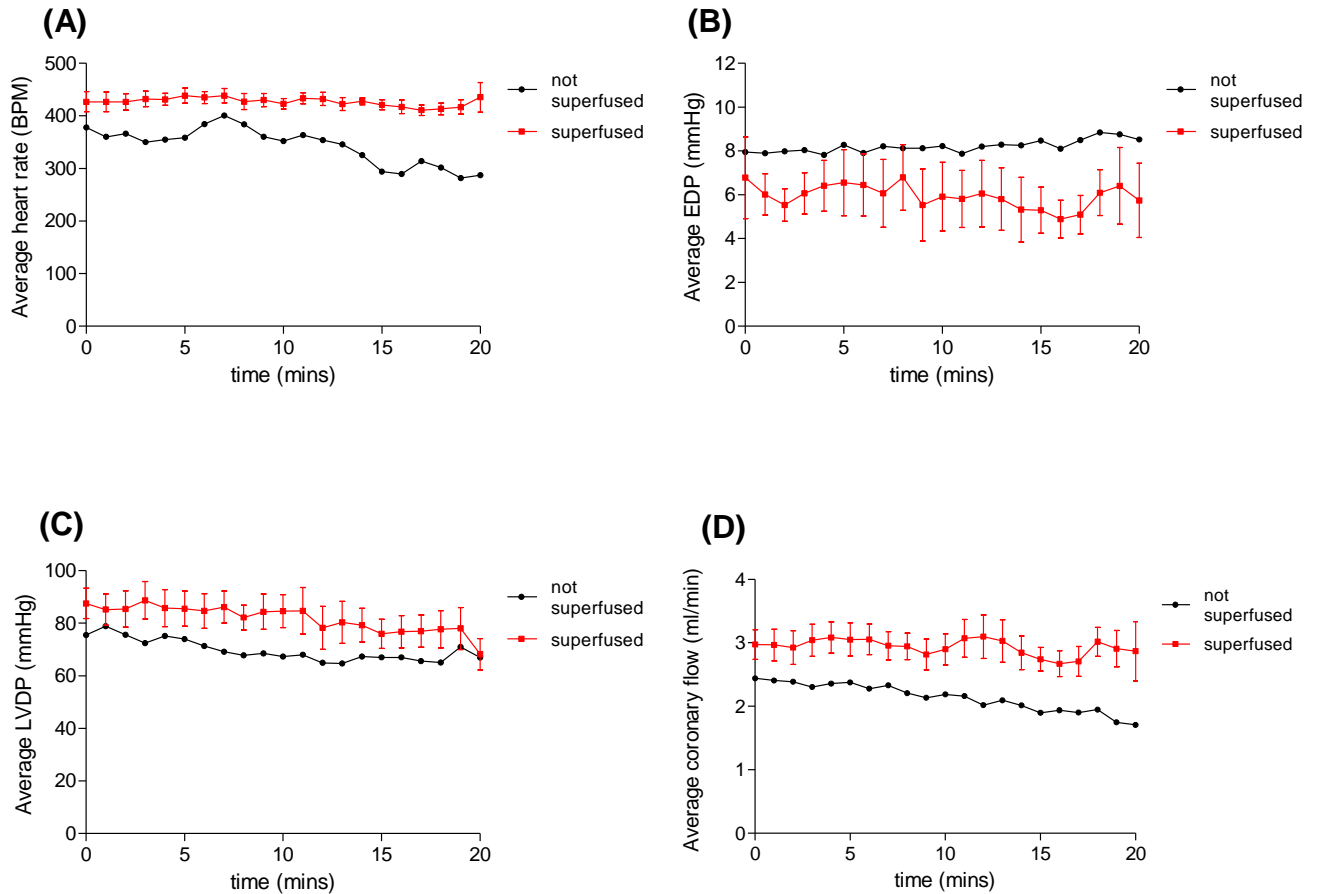 (A)
Average heart rate (BPM)
500
400
300
200
100
0
0 5 10 15 20
time (mins)
not
superfused
superfused
(B)
Average EDP (mmHg)
12
10
8
6
4
2
0
0 5 10 15 20
time (mins)
not
superfused
superfused
(C)
Average LVDP (mmHg)
100
80
60
40
20
0
0 5 10 15 20
time (mins)
not
superfused
superfused
(D)
Average coronary flow (ml/min)
4
3
2
1
0
0 5 10 15 20
time (mins)
not
superfused
superfused